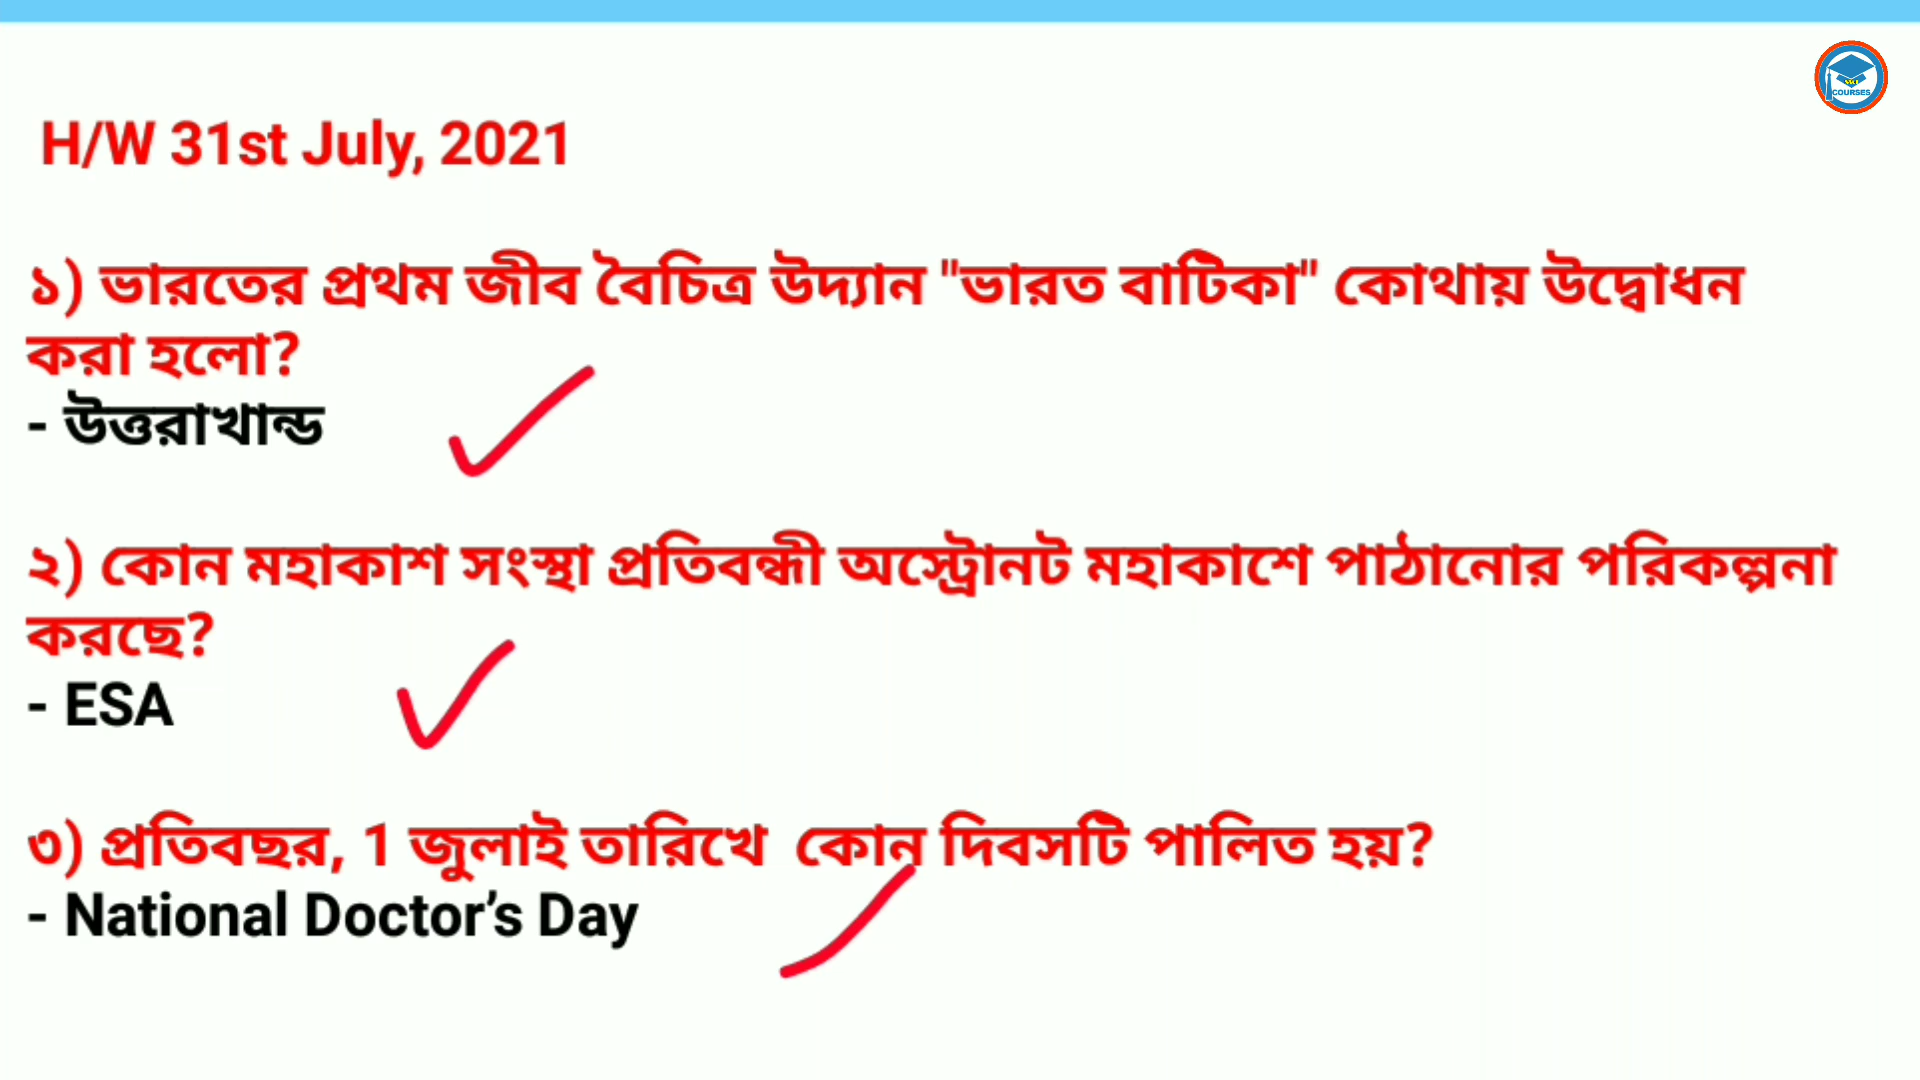 COURSES
H/W 31st July, 2021
১) ভারতের প্রথম জীব বৈচিত্র উদ্যান "ভারত বাটিকা" কোথায় উদ্বোধন
করা হলো?
- উত্তরাখান্ড
২) কোন মহাকাশ সংস্থা প্রতিবন্ধী অস্ট্রোনট মহাকাশে পাঠানোর পরিকল্পনা
করছে?
- ESA
৩) প্রতিবছর, 1 জুলাই তারিখে কোন দিবসটি পালিত হয়?
- National Doctor’s Day